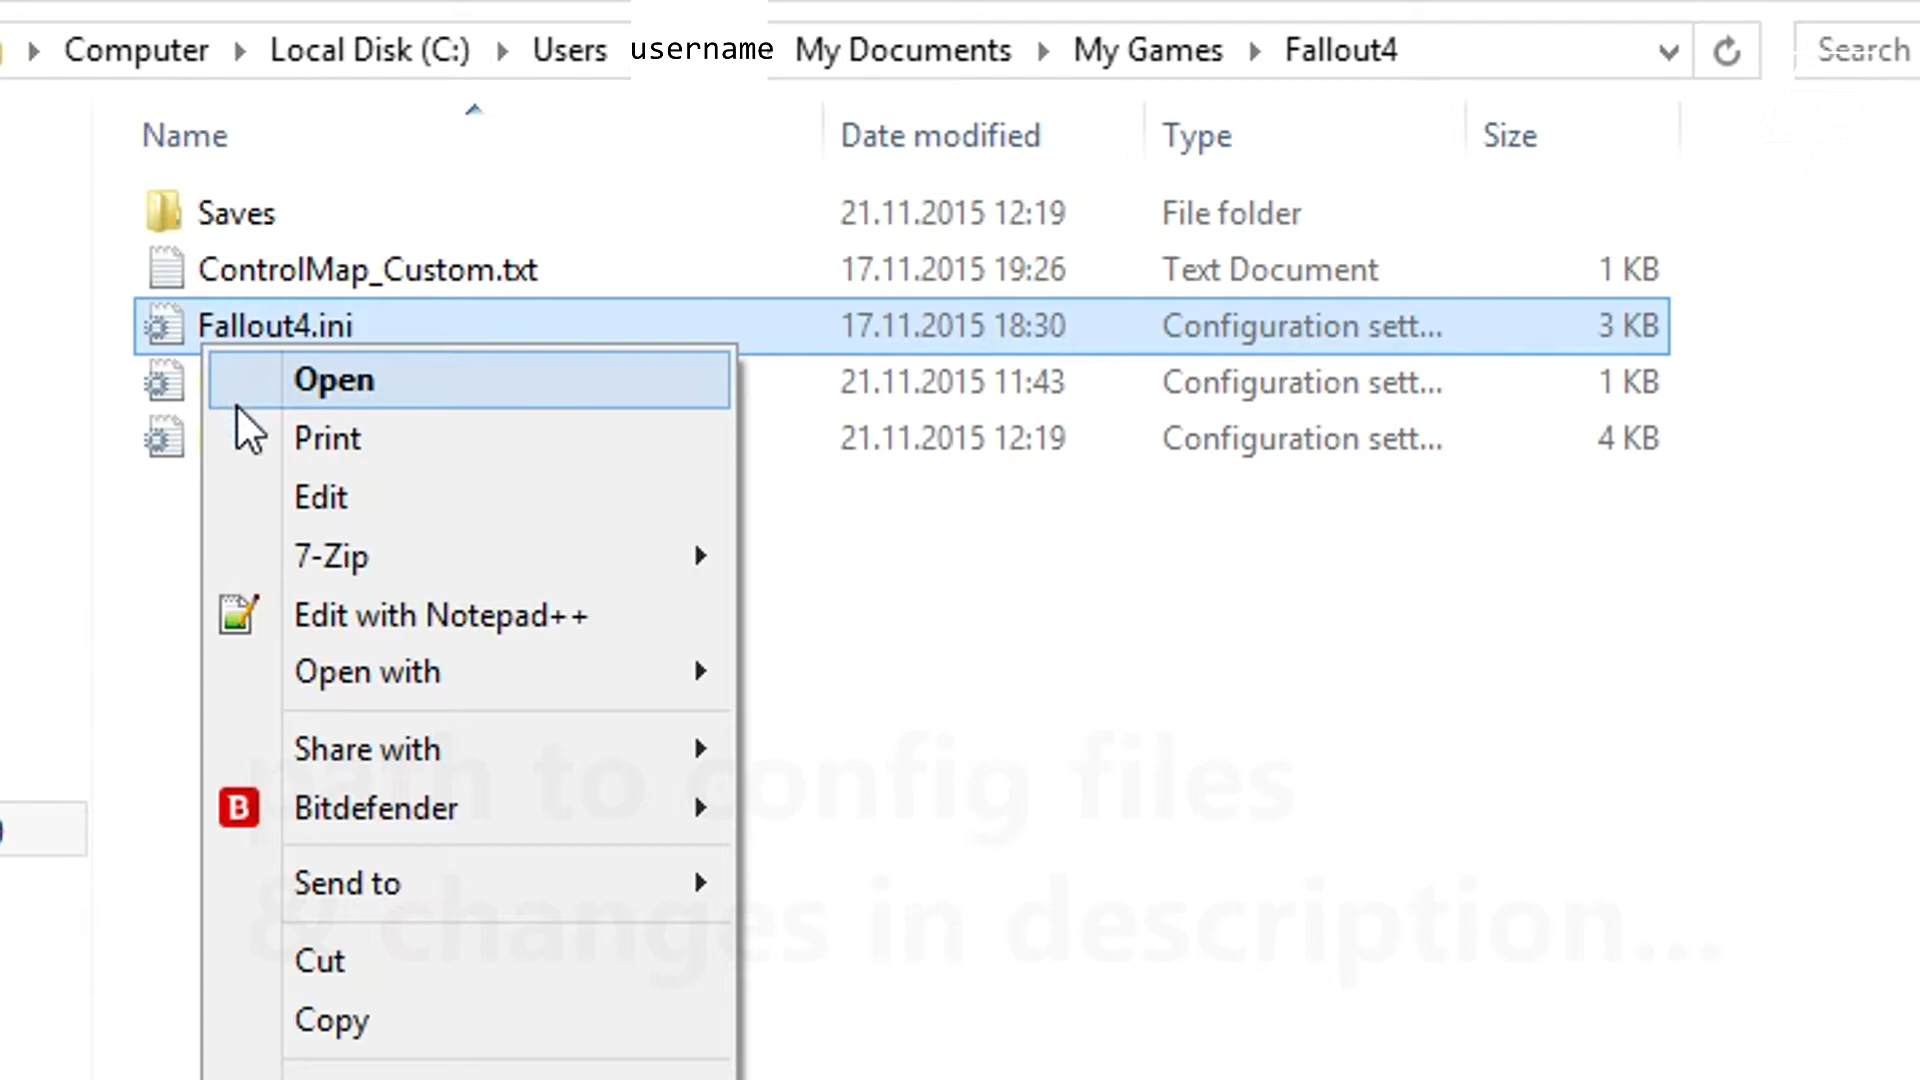 Computer Local Disk (C:) Users username My Documents My Games Fallout4 Search
Name Date modified Type Size
Saves 21.11.2015 12:19 File folder
ControlMap_Custom.txt 17.11.2015 19:26 Text Document 1 KB
Fallout4.ini 17.11.2015 18:30 Configuration sett... 3 KB
21.11.2015 11:43 Configuration sett... 1 KB
21.11.2015 12:19 Configuration sett... 4 KB
Open
Print
Edit
7-Zip
Edit with Notepad++
Open with
Share with
B Bitdefender
Send to
Cut
Copy
path to config files
& changes in description...